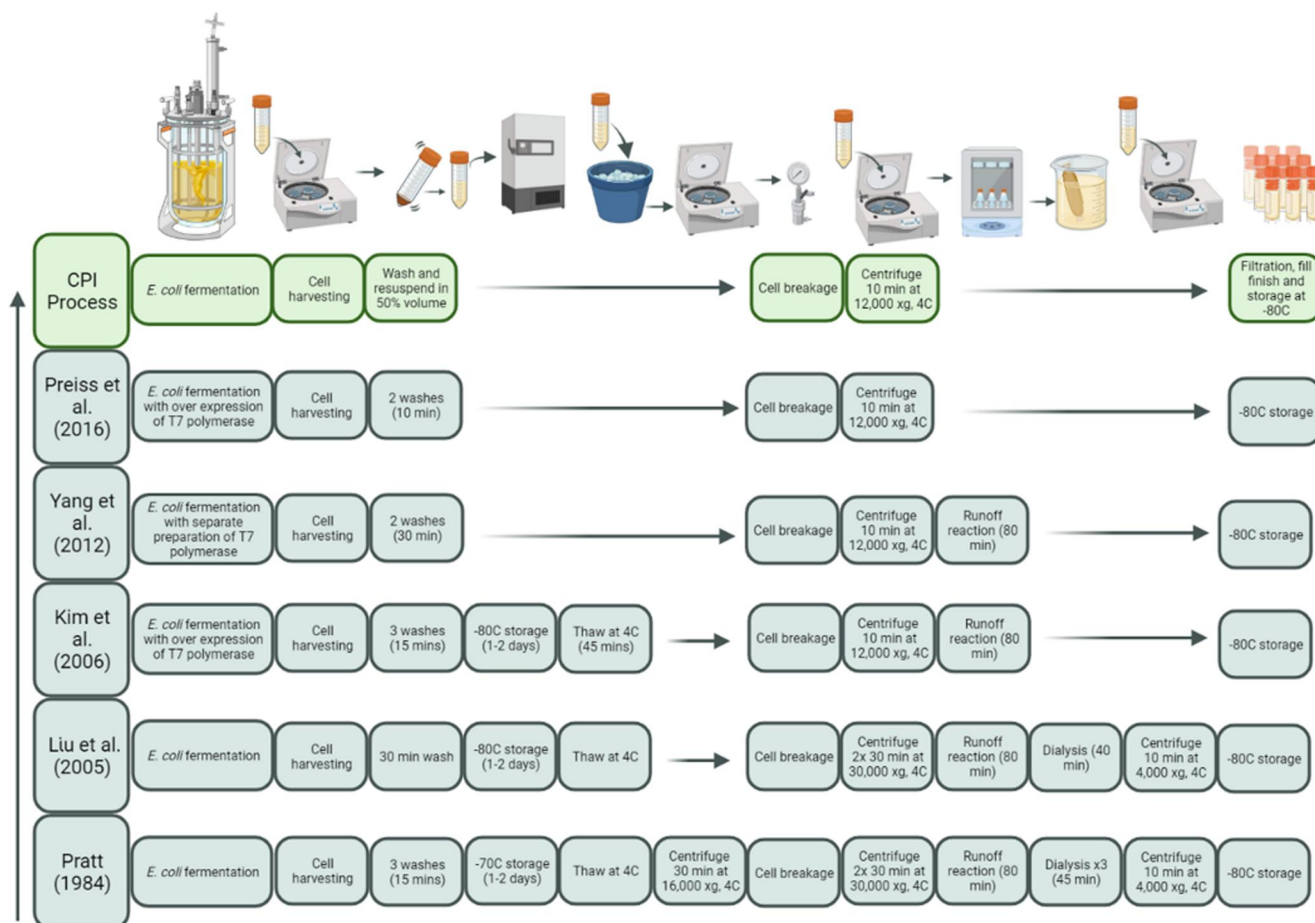 CPI
Process
E. coli fermentation
Cell
harvesting
Wash and
resuspend in
50% volume
Cell breakage
Centrifuge
10 min at
12,000 xg, 4C
Filtration, fill
finish and
storage at
-80C
Preiss et
al.
(2016)
E. coli fermentation
with over expression
of T7 polymerase
Cell
harvesting
2 washes
(10 min)
Cell breakage
Centrifuge
10 min at
12,000 xg, 4C
-80C storage
Yang et
al.
(2012)
E. coli fermentation
with separate
preparation of T7
polymerase
Cell
harvesting
2 washes
(30 min)
Cell breakage
Centrifuge
10 min at
12,000 xg, 4C
Runoff
reaction (80
min)
-80C storage
Kim et
al.
(2006)
E. coli fermentation
with over expression
of T7 polymerase
Cell
harvesting
3 washes
(15 mins)
-80C storage
(1-2 days)
Thaw at 4C
(45 mins)
Cell breakage
Centrifuge
10 min at
12,000 xg, 4C
Runoff
reaction (80
min)
-80C storage
Liu et al.
(2005)
E. coli fermentation
Cell
harvesting
30 min wash
-80C storage
(1-2 days)
Thaw at 4C
Cell breakage
Centrifuge
2x 30 min at
30,000 xg, 4C
Runoff
reaction (80
min)
Dialysis (40
min)
Centrifuge
10 min at
4,000 xg, 4C
-80C storage
Pratt
(1984)
E. coli fermentation
Cell
harvesting
3 washes
(15 mins)
-70C storage
(1-2 days)
Thaw at 4C
Centrifuge
30 min at
16,000 xg, 4C
Cell breakage
Centrifuge
2x 30 min at
30,000 xg, 4C
Runoff
reaction (80
min)
Dialysis x3
(45 min)
Centrifuge
10 min at
4,000 xg, 4C
-80C storage